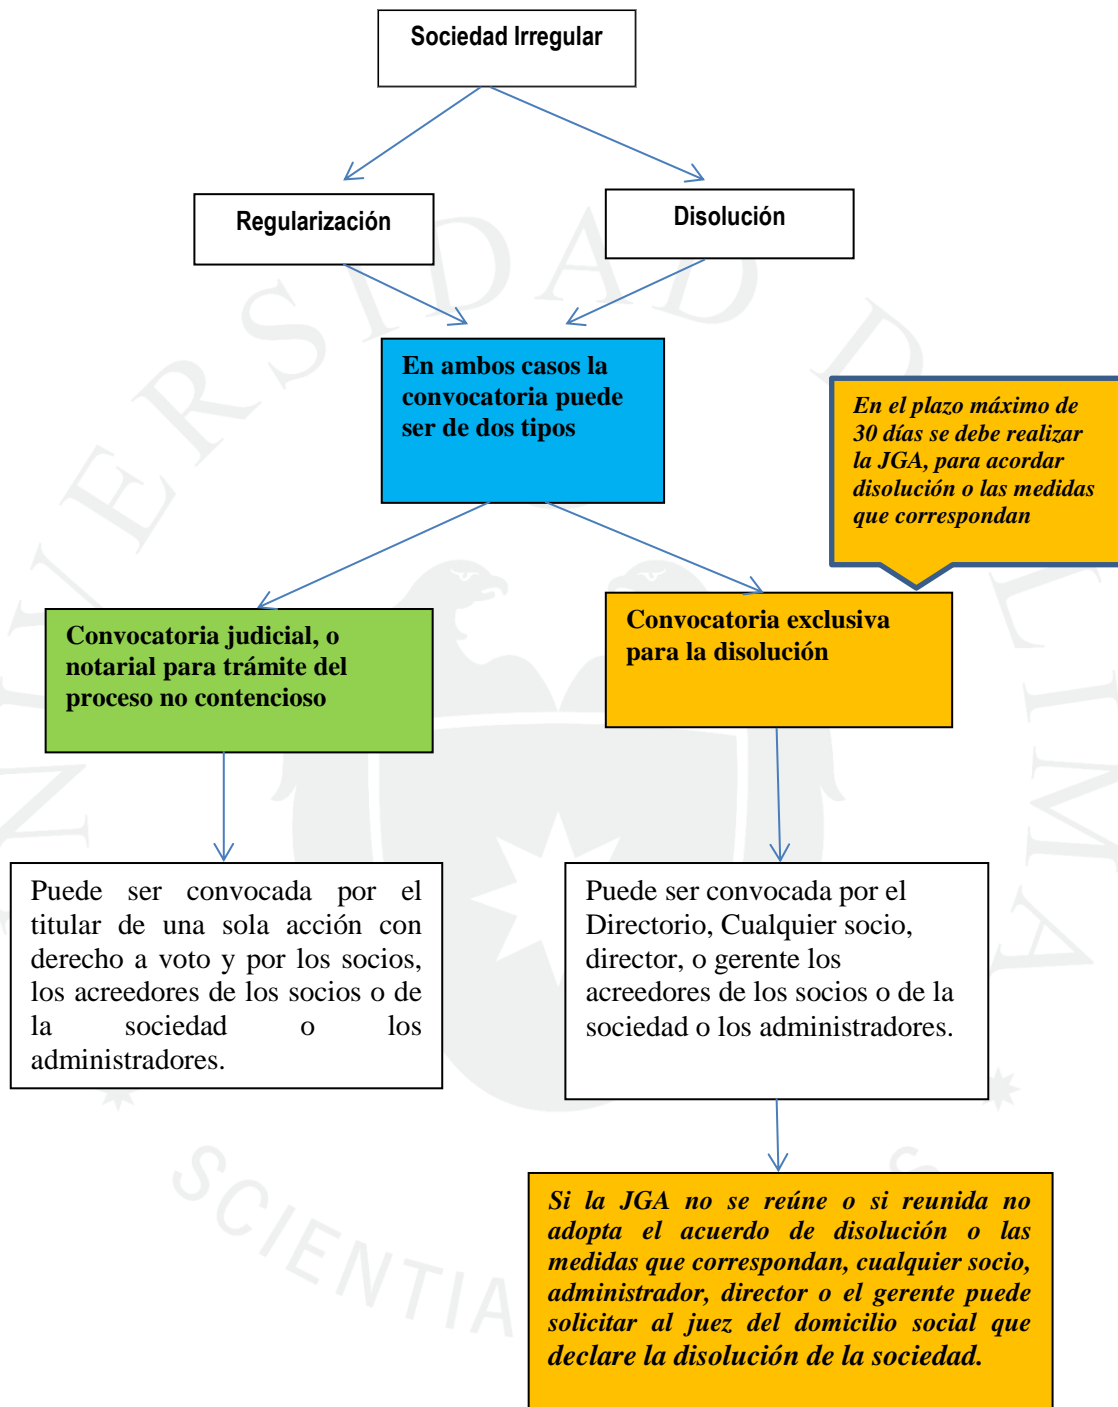 Sociedad Irregular
Regularización
Disolución
En ambos casos la
convocatoria puede
ser de dos tipos
En el plazo máximo de
30 días se debe realizar
la JGA, para acordar
disolución o las medidas
que correspondan
Convocatoria judicial, o
notarial para trámite del
proceso no contencioso
Convocatoria exclusiva
para la disolución
Puede ser convocada por el
titular de una sola acción con
derecho a voto y por los socios,
los acreedores de los socios o de
la sociedad o los
administradores.
Puede ser convocada por el
Directorio, Cualquier socio,
director, o gerente los
acreedores de los socios o de la
sociedad o los administradores.
Si la JGA no se reúne o si reunida no
adopta el acuerdo de disolución o las
medidas que correspondan, cualquier socio,
administrador, director o el gerente puede
solicitar al juez del domicilio social que
declare la disolución de la sociedad.
SCIENTIA